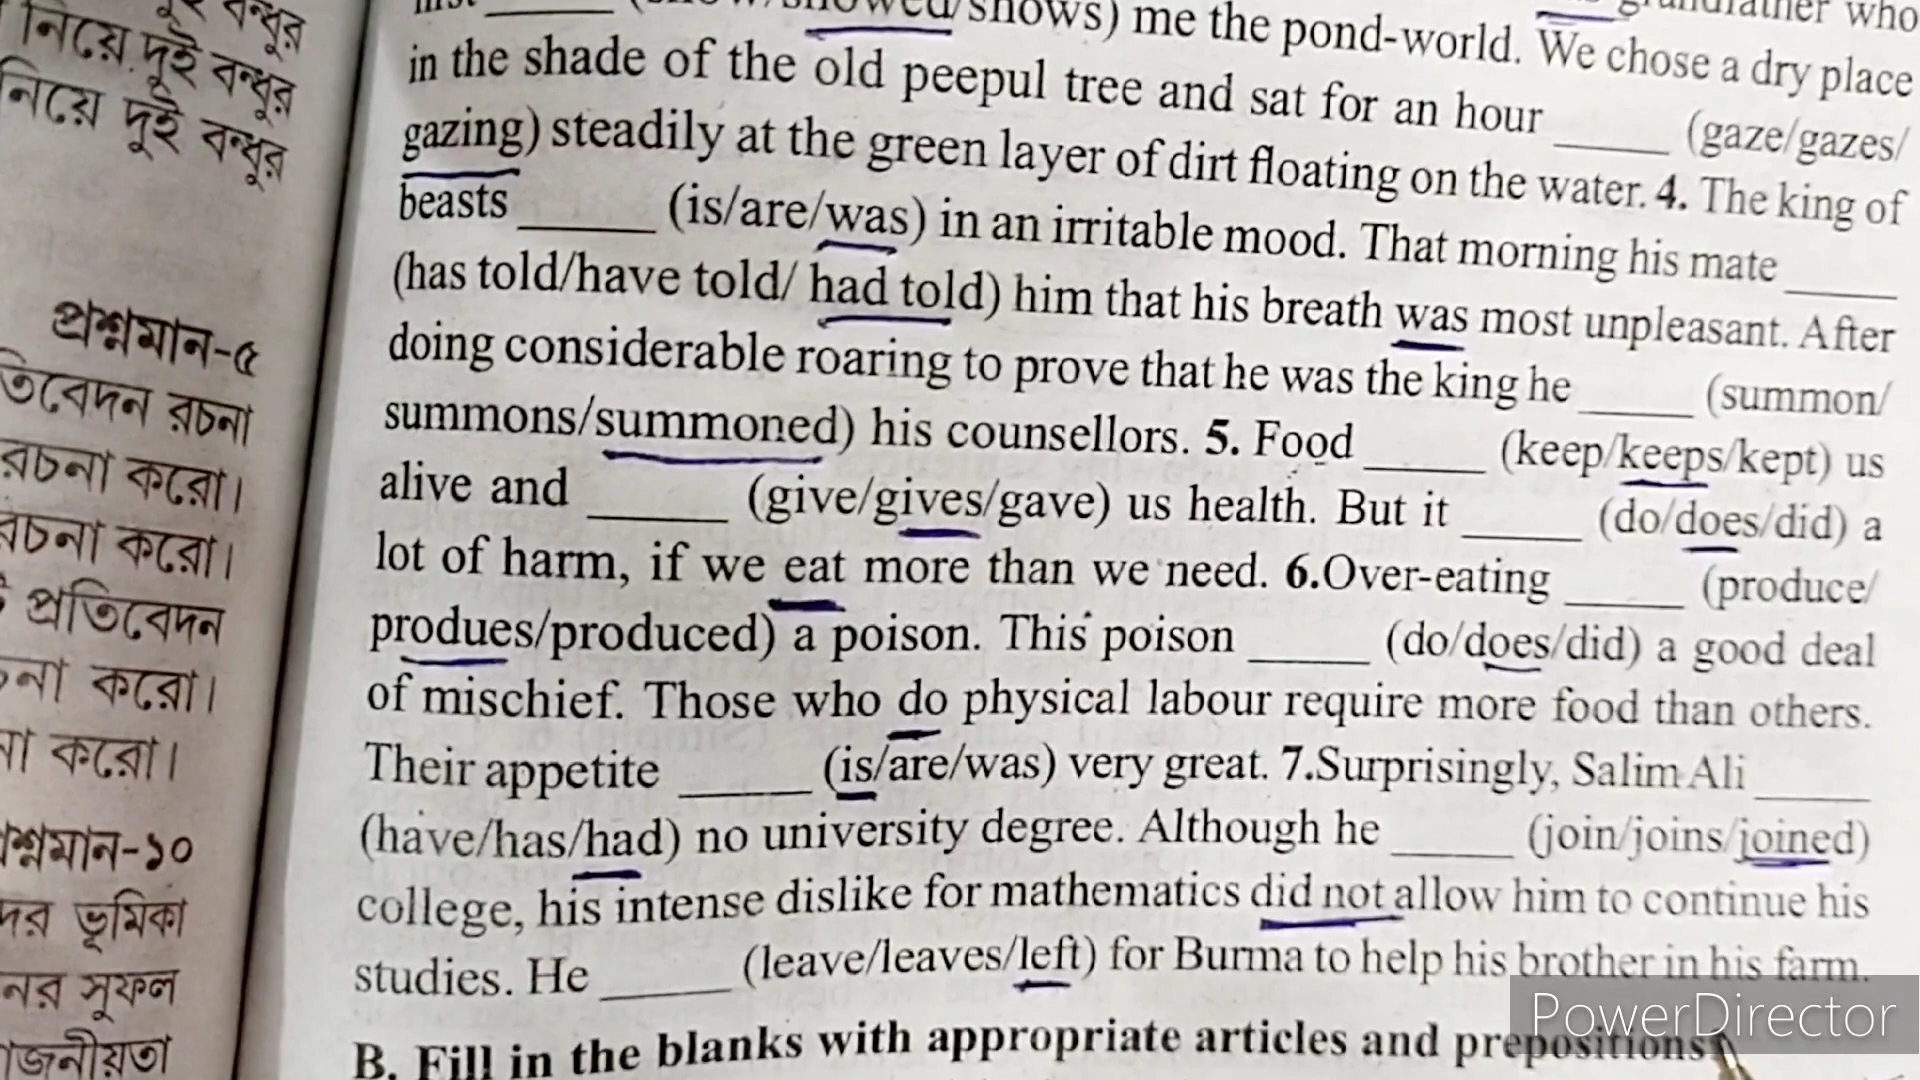 বন্ধুর
নিয়ে দুই বন্ধুর
নিয়ে দুই বন্ধুর
প্রশ্নমান-৫
রচনা
রচনা করো।
রচনা করো।
প্রতিবেদন
করো।
করো।
ভূমিকা
সুফল
(show/showed/shows) me the pond-world. We chose a dry place
in the shade of the old peepul tree and sat for an hour _____ (gaze/gazes/
gazing) steadily at the green layer of dirt floating on the water. 4. The king of
beasts _____ (is/are/was) in an irritable mood. That morning his mate _____
(has told/have told/ had told) him that his breath was most unpleasant. After
doing considerable roaring to prove that he was the king he _____ (summon/
summons/summoned) his counsellors. 5. Food _____ (keep/keeps/kept) us
alive and _____ (give/gives/gave) us health. But it _____ (do/does/did) a
lot of harm, if we eat more than we need. 6.Over-eating _____ (produce/
produes/produced) a poison. This poison _____ (do/does/did) a good deal
of mischief. Those who do physical labour require more food than others.
Their appetite _____ (is/are/was) very great. 7.Surprisingly, Salim Ali _____
(have/has/had) no university degree. Although he _____ (join/joins/joined)
college, his intense dislike for mathematics did not allow him to continue his
studies. He _____ (leave/leaves/left) for Burma to help his brother in his farm.
B. Fill in the blanks with appropriate articles and prepositions
PowerDirector